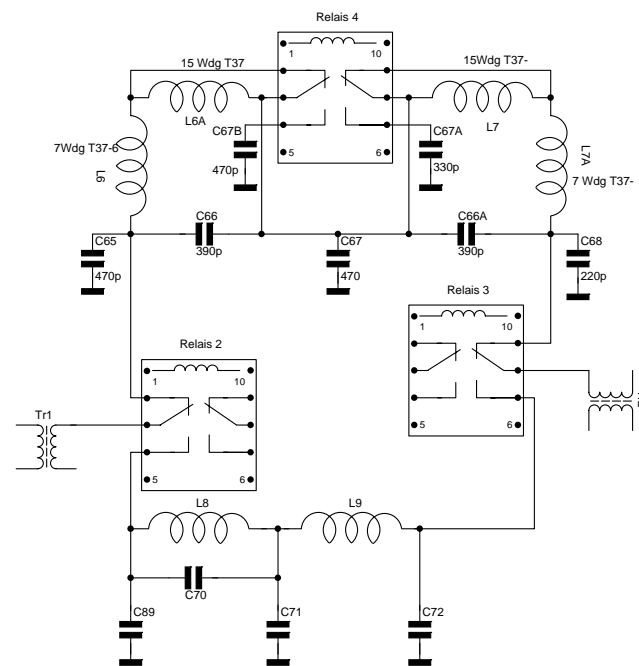 Relais 4
1
10
15 Wdg T37
15Wdg T37-
L6A
L7
C67B
C67A
7Wdg T37-6
L6
L7A
7 Wdg T37-
470p
5
6
330p
C66
C66A
C65
390p
C67
390p
C68
470p
470
220p
Relais 3
1
10
Relais 2
1
10
Tr1
5
6
5
6
L8
L9
C70
C89
C71
C72